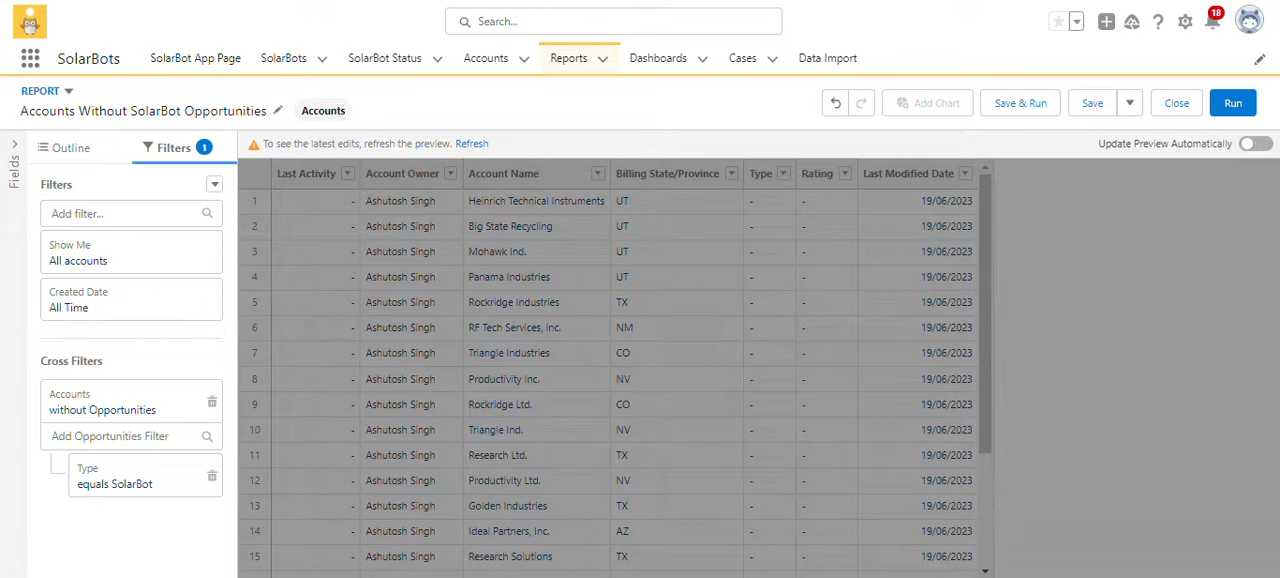 Search...
18
SolarBots
SolarBot App Page
SolarBots
SolarBot Status
Accounts
Reports
Dashboards
Cases
Data Import
REPORT
Accounts Without SolarBot Opportunities
Accounts
Add Chart
Save & Run
Save
Close
Run
Fields
Outline
Filters 1
To see the latest edits, refresh the preview. Refresh
Update Preview Automatically
Filters
Add filter...
Show Me
All accounts
Created Date
All Time
Cross Filters
Accounts
without Opportunities
Add Opportunities Filter
Type
equals SolarBot
Last Activity Account Owner Account Name Billing State/Province Type Rating Last Modified Date
1 - Ashutosh Singh Heinrich Technical Instruments UT - - 19/06/2023
2 - Ashutosh Singh Big State Recycling UT - - 19/06/2023
3 - Ashutosh Singh Mohawk Ind. UT - - 19/06/2023
4 - Ashutosh Singh Panama Industries UT - - 19/06/2023
5 - Ashutosh Singh Rockridge Industries TX - - 19/06/2023
6 - Ashutosh Singh RF Tech Services, Inc. NM - - 19/06/2023
7 - Ashutosh Singh Triangle Industries CO - - 19/06/2023
8 - Ashutosh Singh Productivity Inc. NV - - 19/06/2023
9 - Ashutosh Singh Rockridge Ltd. CO - - 19/06/2023
10 - Ashutosh Singh Triangle Ind. NV - - 19/06/2023
11 - Ashutosh Singh Research Ltd. TX - - 19/06/2023
12 - Ashutosh Singh Productivity Ltd. NV - - 19/06/2023
13 - Ashutosh Singh Golden Industries TX - - 19/06/2023
14 - Ashutosh Singh Ideal Partners, Inc. AZ - - 19/06/2023
15 - Ashutosh Singh Research Solutions TX - - 19/06/2023